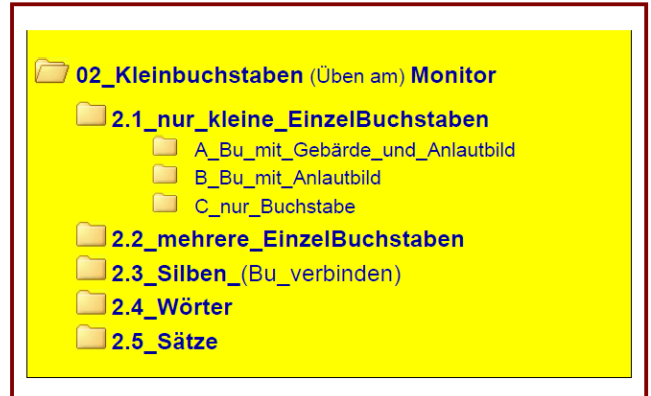 02_Kleinbuchstaben (Üben am) Monitor
2.1_nur_kleine_EinzelBuchstaben
A_Bu_mit_Gebärde_und_Anlautbild
B_Bu_mit_Anlautbild
C_nur_Buchstabe
2.2_mehrere_EinzelBuchstaben
2.3_Silben_(Bu_verbinden)
2.4_Wörter
2.5_Sätze